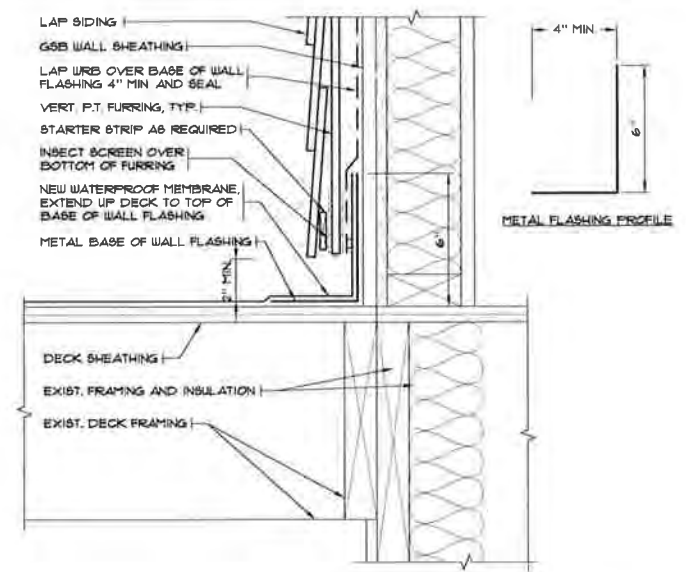 LAP SIDING
GSB WALL SHEATHING
LAP WRB OVER BASE OF WALL
FLASHING 4" MIN AND SEAL
VERT. P.T. FURRING, TYP.
STARTER STRIP AS REQUIRED
INSECT SCREEN OVER
BOTTOM OF FURRING
NEW WATERPROOF MEMBRANE,
EXTEND UP DECK TO TOP OF
BASE OF WALL FLASHING
METAL BASE OF WALL FLASHING
2" MIN.
6"
DECK SHEATHING
EXIST. FRAMING AND INSULATION
EXIST. DECK FRAMING
4" MIN.
6"
METAL FLASHING PROFILE